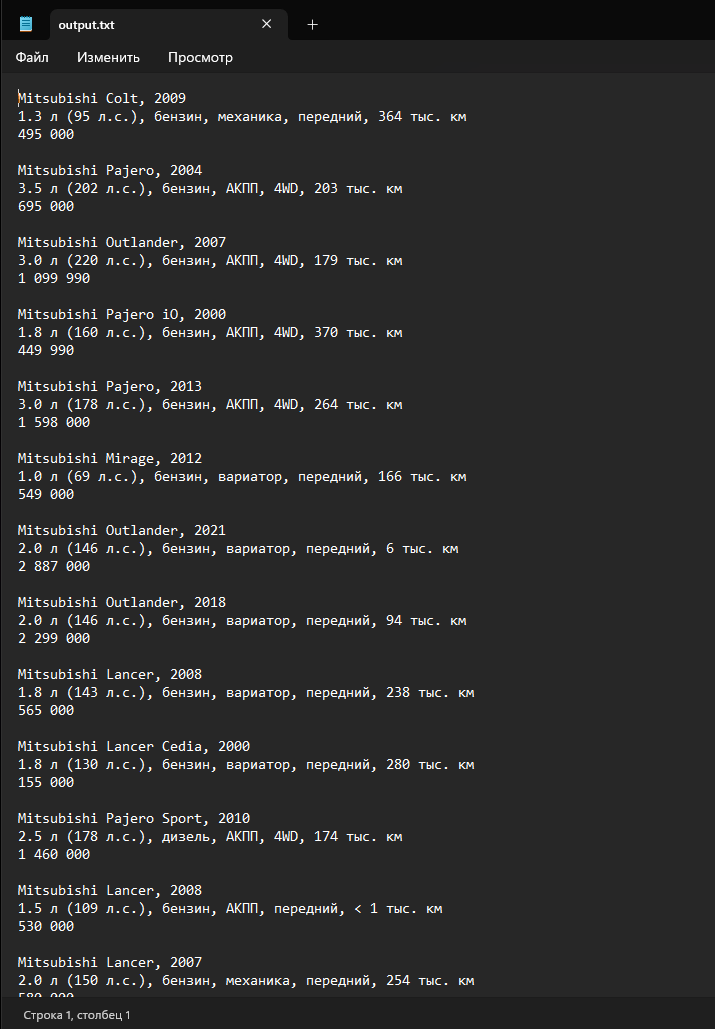 output.txt
Файл Изменить Просмотр
Mitsubishi Colt, 2009
1.3 л (95 л.с.), бензин, механика, передний, 364 тыс. км
495 000
Mitsubishi Pajero, 2004
3.5 л (202 л.с.), бензин, АКПП, 4WD, 203 тыс. км
695 000
Mitsubishi Outlander, 2007
3.0 л (220 л.с.), бензин, АКПП, 4WD, 179 тыс. км
1 099 990
Mitsubishi Pajero iO, 2000
1.8 л (160 л.с.), бензин, АКПП, 4WD, 370 тыс. км
449 990
Mitsubishi Pajero, 2013
3.0 л (178 л.с.), бензин, АКПП, 4WD, 264 тыс. км
1 598 000
Mitsubishi Mirage, 2012
1.0 л (69 л.с.), бензин, вариатор, передний, 166 тыс. км
549 000
Mitsubishi Outlander, 2021
2.0 л (146 л.с.), бензин, вариатор, передний, 6 тыс. км
2 887 000
Mitsubishi Outlander, 2018
2.0 л (146 л.с.), бензин, вариатор, передний, 94 тыс. км
2 299 000
Mitsubishi Lancer, 2008
1.8 л (143 л.с.), бензин, вариатор, передний, 238 тыс. км
565 000
Mitsubishi Lancer Cedia, 2000
1.8 л (130 л.с.), бензин, вариатор, передний, 280 тыс. км
155 000
Mitsubishi Pajero Sport, 2010
2.5 л (178 л.с.), дизель, АКПП, 4WD, 174 тыс. км
1 460 000
Mitsubishi Lancer, 2008
1.5 л (109 л.с.), бензин, АКПП, передний, < 1 тыс. км
530 000
Mitsubishi Lancer, 2007
2.0 л (150 л.с.), бензин, механика, передний, 254 тыс. км
Строка 1, столбец 1